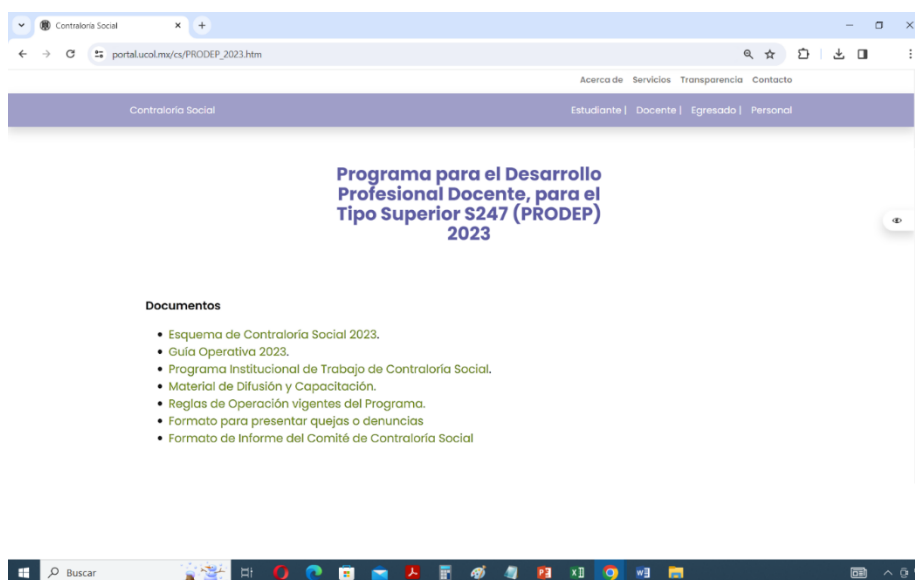 Contraloría Social
portal.ucol.mx/cs/PRODEP_2023.htm
Acerca de Servicios Transparencia Contacto
Contraloría Social Estudiante | Docente | Egresado | Personal
Programa para el Desarrollo
Profesional Docente, para el
Tipo Superior S247 (PRODEP)
2023
Documentos
• Esquema de Contraloría Social 2023.
• Guía Operativa 2023.
• Programa Institucional de Trabajo de Contraloría Social.
• Material de Difusión y Capacitación.
• Reglas de Operación vigentes del Programa.
• Formato para presentar quejas o denuncias
• Formato de Informe del Comité de Contraloría Social
Buscar